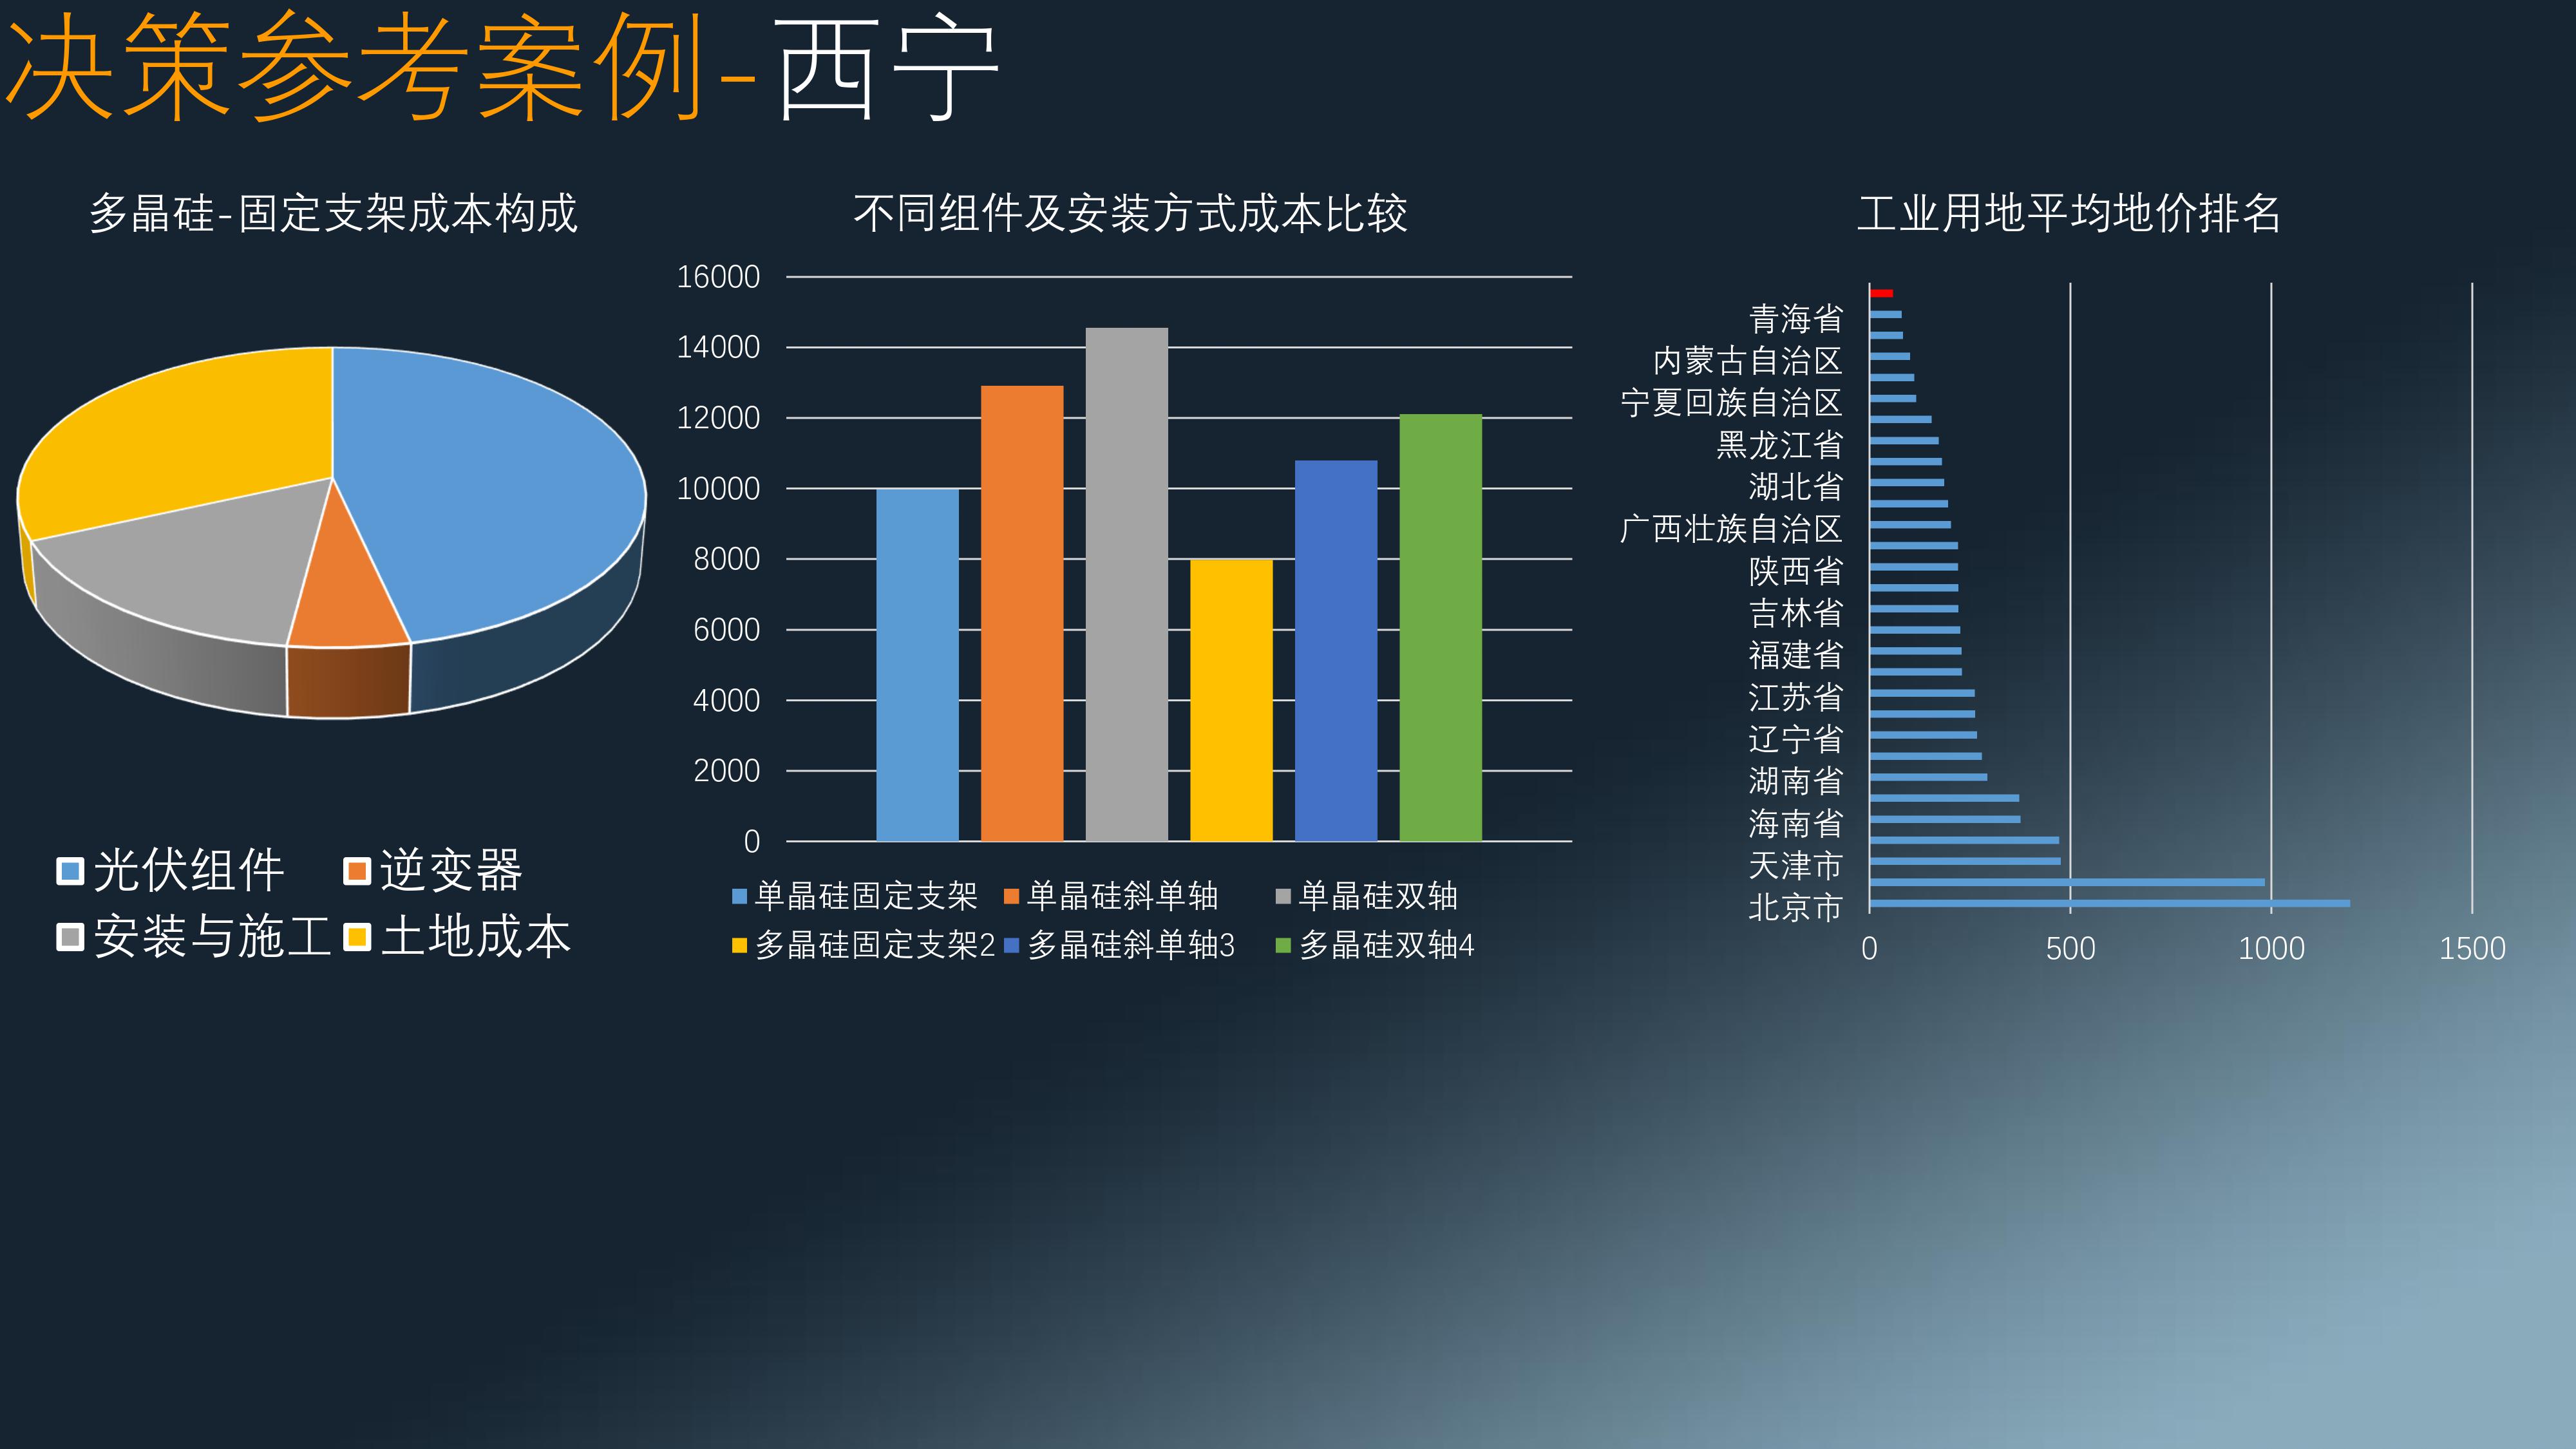 决策参考案例-西宁
多晶硅-固定支架成本构成
光伏组件
逆变器
安装与施工
土地成本
不同组件及安装方式成本比较
16000
14000
12000
10000
8000
6000
4000
2000
0
单晶硅固定支架
单晶硅斜单轴
单晶硅双轴
多晶硅固定支架2
多晶硅斜单轴3
多晶硅双轴4
工业用地平均地价排名
青海省
内蒙古自治区
宁夏回族自治区
黑龙江省
湖北省
广西壮族自治区
陕西省
吉林省
福建省
江苏省
辽宁省
湖南省
海南省
天津市
北京市
0
500
1000
1500